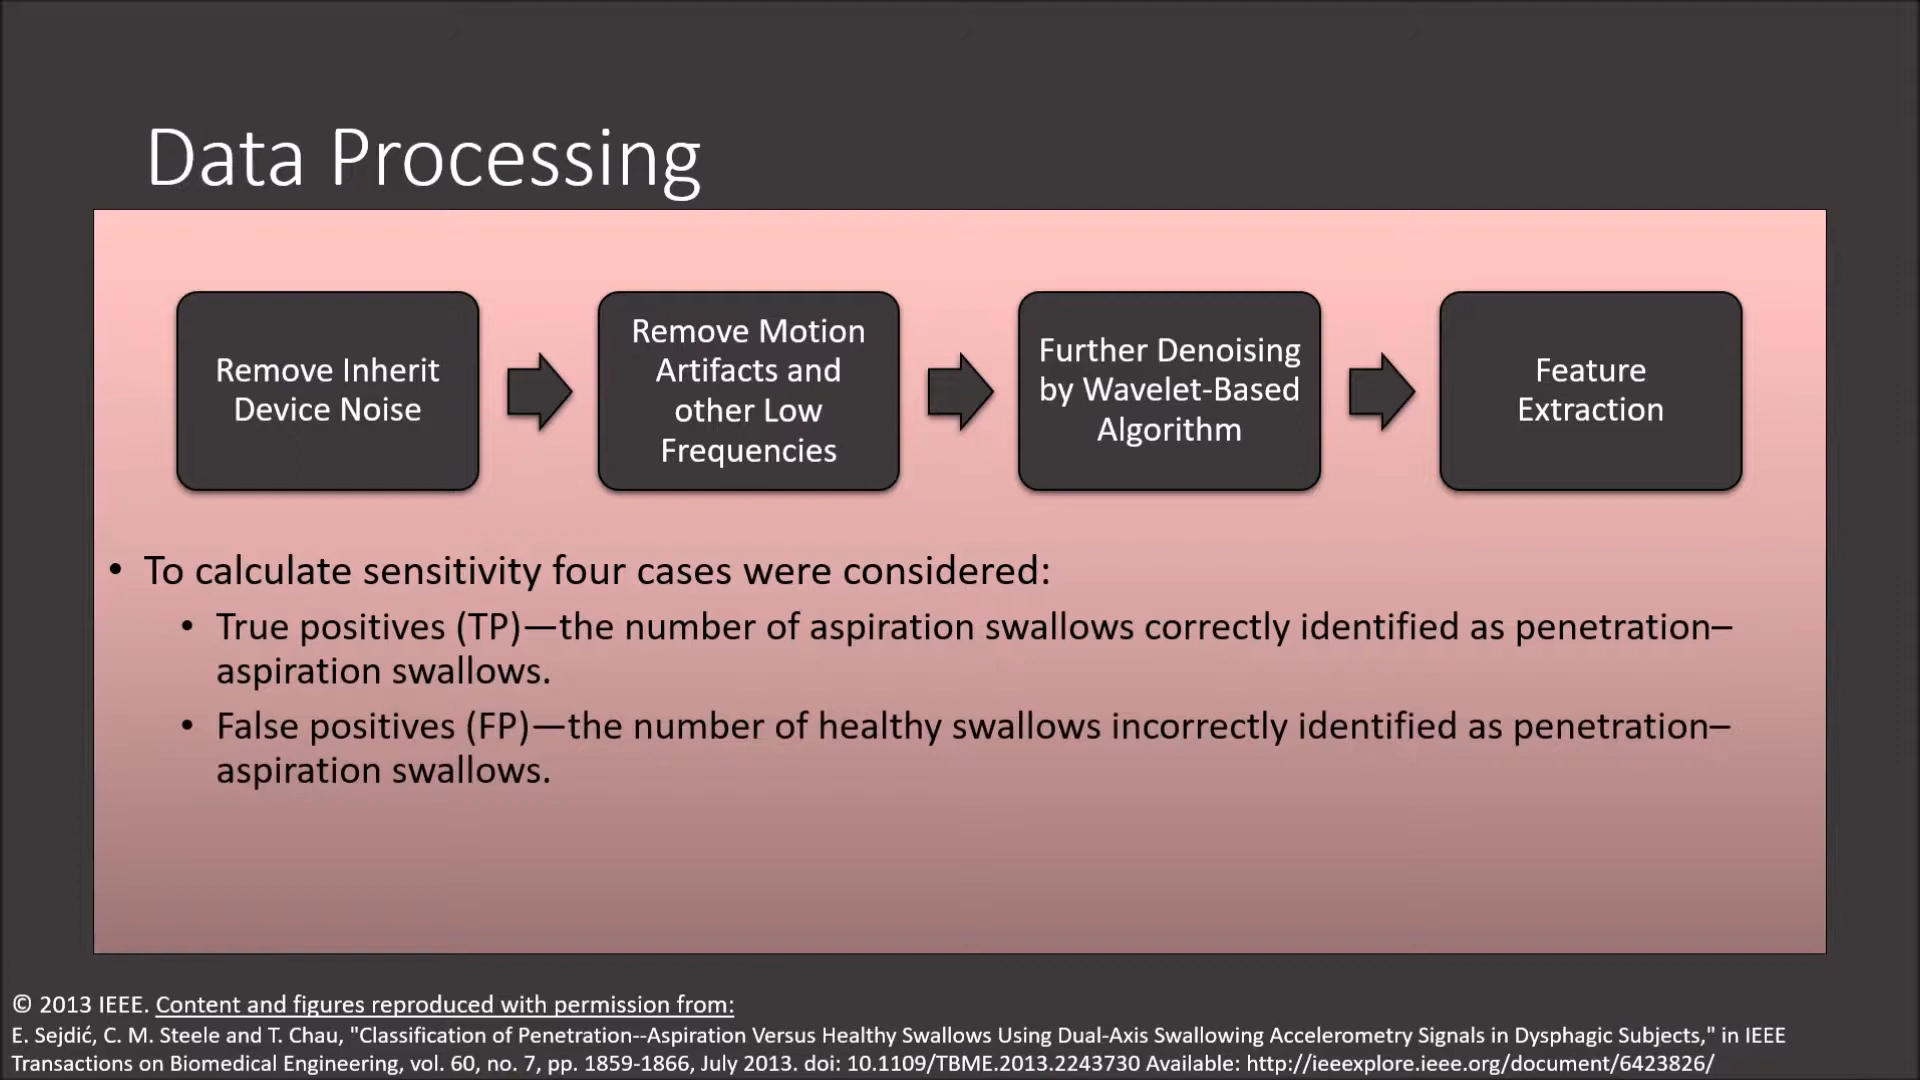 Data Processing
Remove Inherit
Device Noise
Remove Motion
Artifacts and
other Low
Frequencies
Further Denoising
by Wavelet-Based
Algorithm
Feature
Extraction
• To calculate sensitivity four cases were considered:
• True positives (TP)—the number of aspiration swallows correctly identified as penetration–
aspiration swallows.
• False positives (FP)—the number of healthy swallows incorrectly identified as penetration–
aspiration swallows.
© 2013 IEEE. Content and figures reproduced with permission from:
E. Sejdić, C. M. Steele and T. Chau, "Classification of Penetration--Aspiration Versus Healthy Swallows Using Dual-Axis Swallowing Accelerometry Signals in Dysphagic Subjects," in IEEE
Transactions on Biomedical Engineering, vol. 60, no. 7, pp. 1859-1866, July 2013. doi: 10.1109/TBME.2013.2243730 Available: http://ieeexplore.ieee.org/document/6423826/